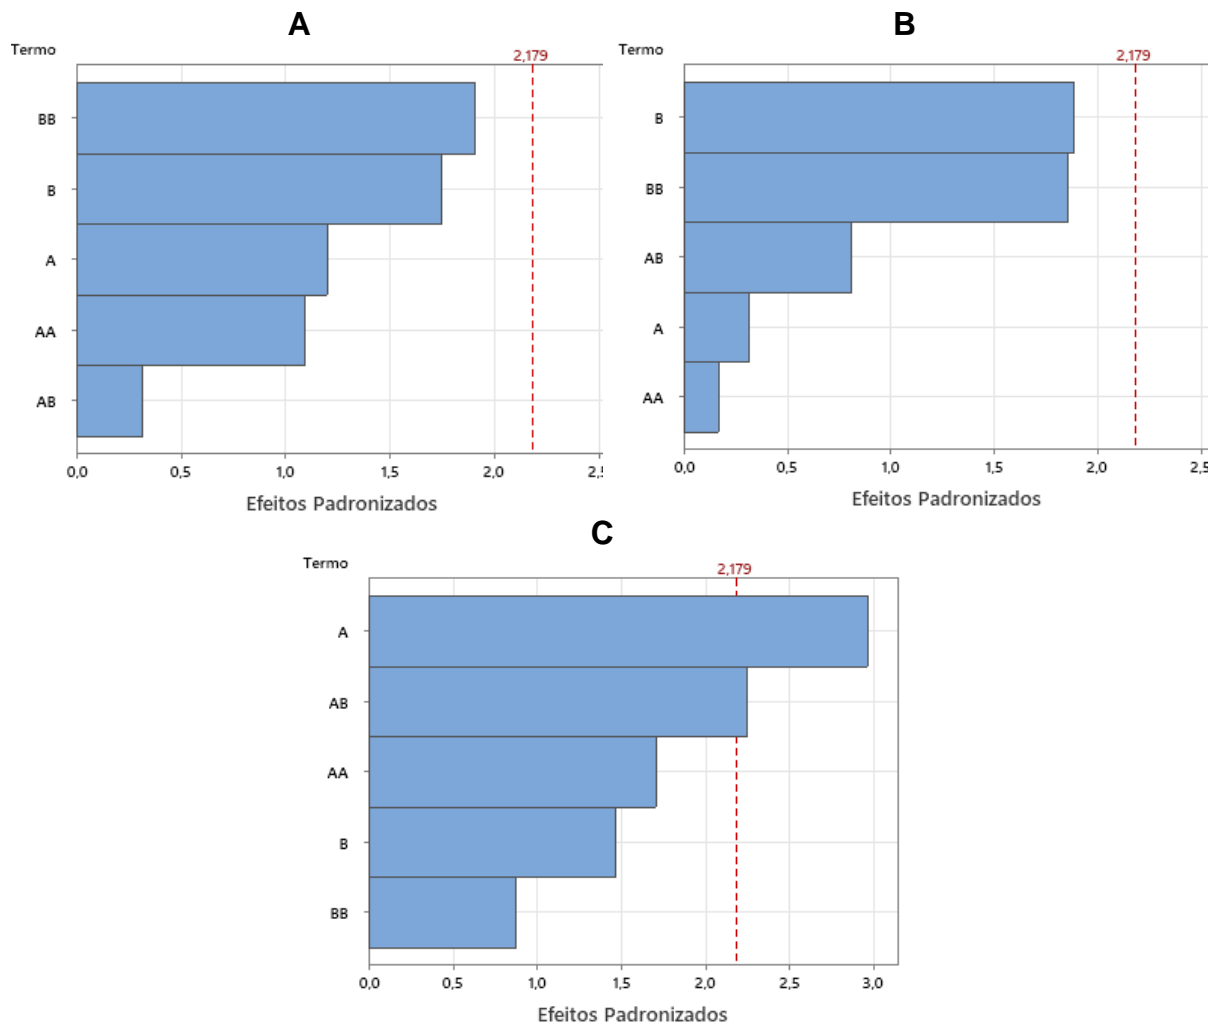 A
Termo
2,179
BB
B
A
AA
AB
0,0 0,5 1,0 1,5 2,0 2,5
Efeitos Padronizados
B
Termo
2,179
B
BB
AB
A
AA
0,0 0,5 1,0 1,5 2,0 2,5
Efeitos Padronizados
C
Termo
2,179
A
AB
AA
B
BB
0,0 0,5 1,0 1,5 2,0 2,5 3,0
Efeitos Padronizados